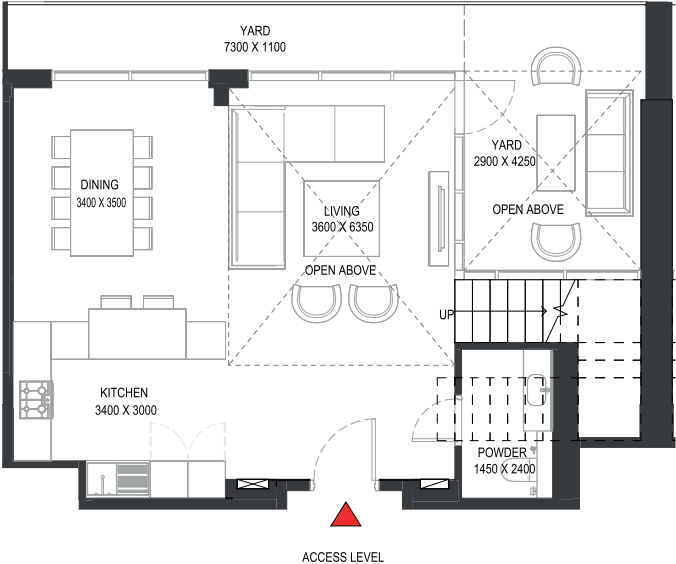 YARD
7300 X 1100
YARD
2900 X 4250
OPEN ABOVE
DINING
3400 X 3500
LIVING
3600 X 6350
OPEN ABOVE
UP
KITCHEN
3400 X 3000
POWDER
1450 X 2400
ACCESS LEVEL